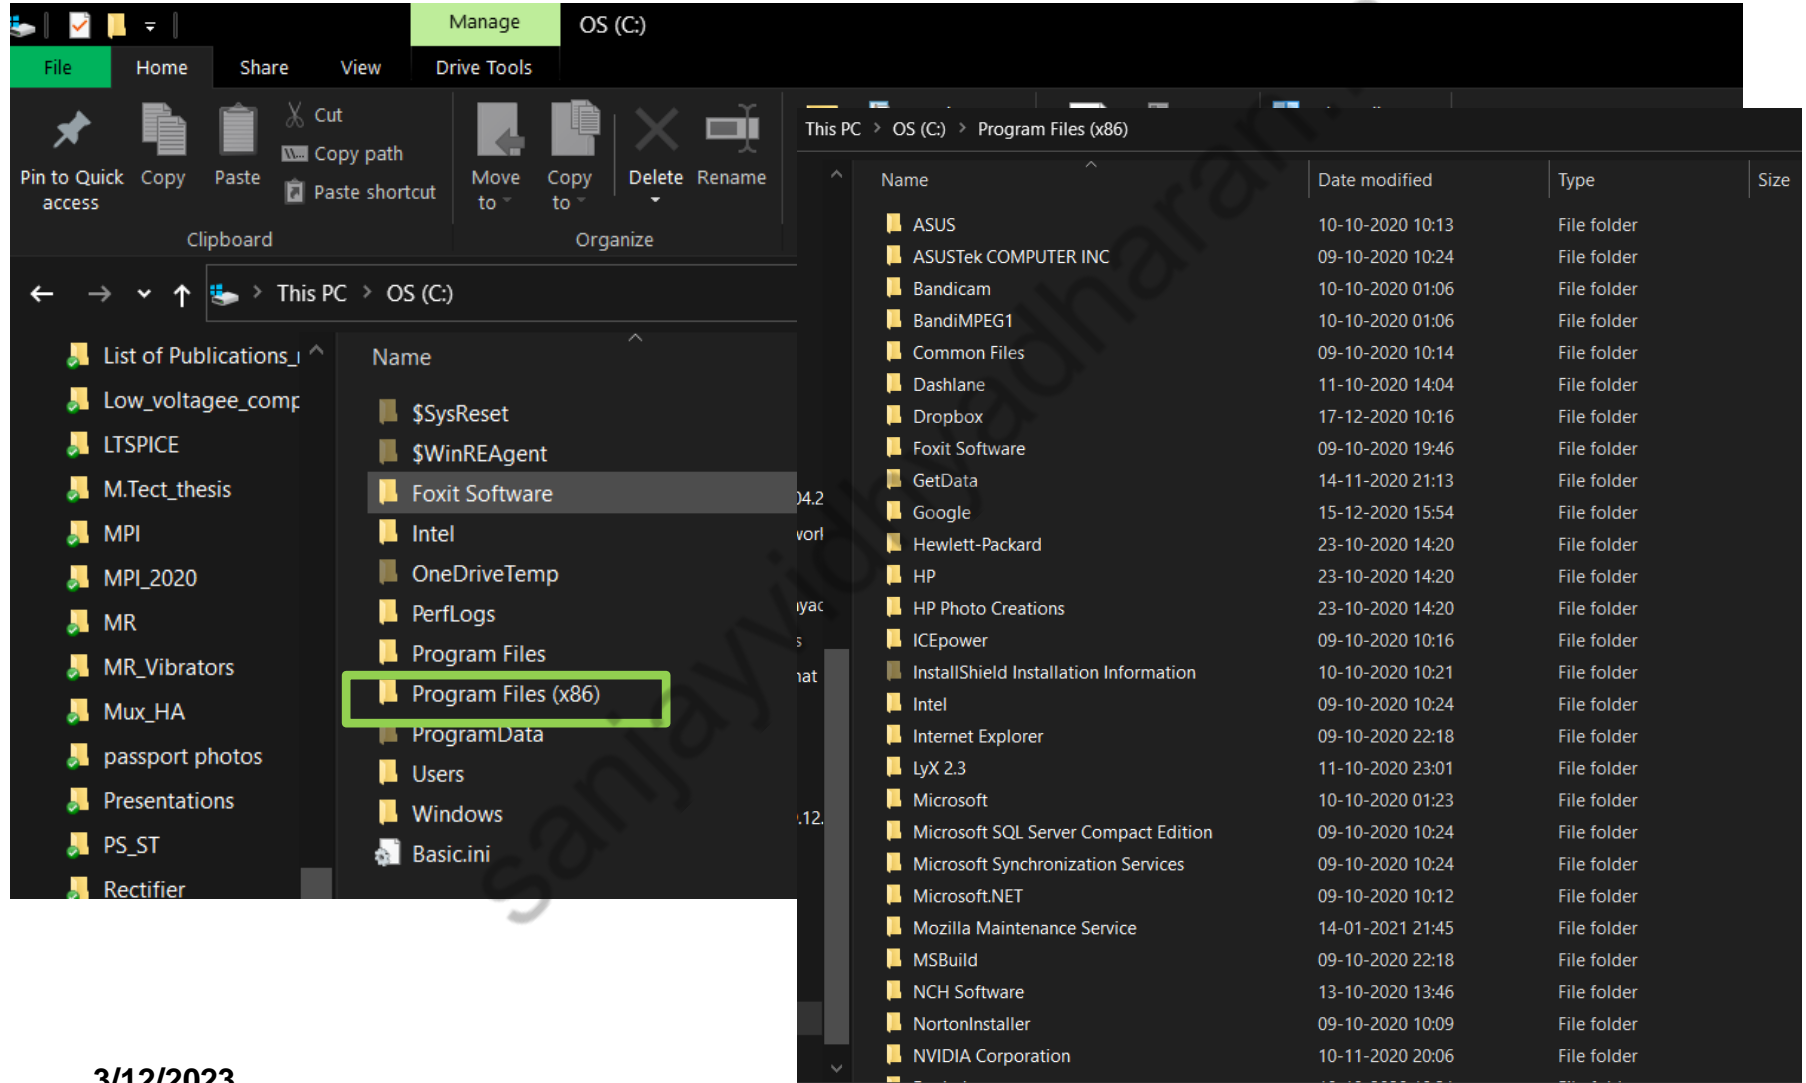 Manage
OS (C:)
File
Home
Share
View
Drive Tools
Pin to Quick access
Copy
Paste
Cut
Copy path
Paste shortcut
Clipboard
Move to
Copy to
Delete
Rename
Organize
This PC > OS (C:)
List of Publications_
Low_voltagee_comp
LTSPICE
M.Tect_thesis
MPI
MPI_2020
MR
MR_Vibrators
Mux_HA
passport photos
Presentations
PS_ST
Rectifier
Name
$SysReset
$WinREAgent
Foxit Software
Intel
OneDriveTemp
PerfLogs
Program Files
Program Files (x86)
ProgramData
Users
Windows
Basic.ini
This PC > OS (C:) > Program Files (x86)
Name Date modified Type Size
ASUS 10-10-2020 10:13 File folder
ASUSTek COMPUTER INC 09-10-2020 10:24 File folder
Bandicam 10-10-2020 01:06 File folder
BandiMPEG1 10-10-2020 01:06 File folder
Common Files 09-10-2020 10:14 File folder
Dashlane 11-10-2020 14:04 File folder
Dropbox 17-12-2020 10:16 File folder
Foxit Software 09-10-2020 19:46 File folder
GetData 14-11-2020 21:13 File folder
Google 15-12-2020 15:54 File folder
Hewlett-Packard 23-10-2020 14:20 File folder
HP 23-10-2020 14:20 File folder
HP Photo Creations 23-10-2020 14:20 File folder
ICEpower 09-10-2020 10:16 File folder
InstallShield Installation Information 10-10-2020 10:21 File folder
Intel 09-10-2020 10:24 File folder
Internet Explorer 09-10-2020 22:18 File folder
LyX 2.3 11-10-2020 23:01 File folder
Microsoft 10-10-2020 01:23 File folder
Microsoft SQL Server Compact Edition 09-10-2020 10:24 File folder
Microsoft Synchronization Services 09-10-2020 10:24 File folder
Microsoft.NET 09-10-2020 10:12 File folder
Mozilla Maintenance Service 14-01-2021 21:45 File folder
MSBuild 09-10-2020 22:18 File folder
NCH Software 13-10-2020 13:46 File folder
NortonInstaller 09-10-2020 10:09 File folder
NVIDIA Corporation 10-11-2020 20:06 File folder
sanjayvidhyadharan
3/12/2023